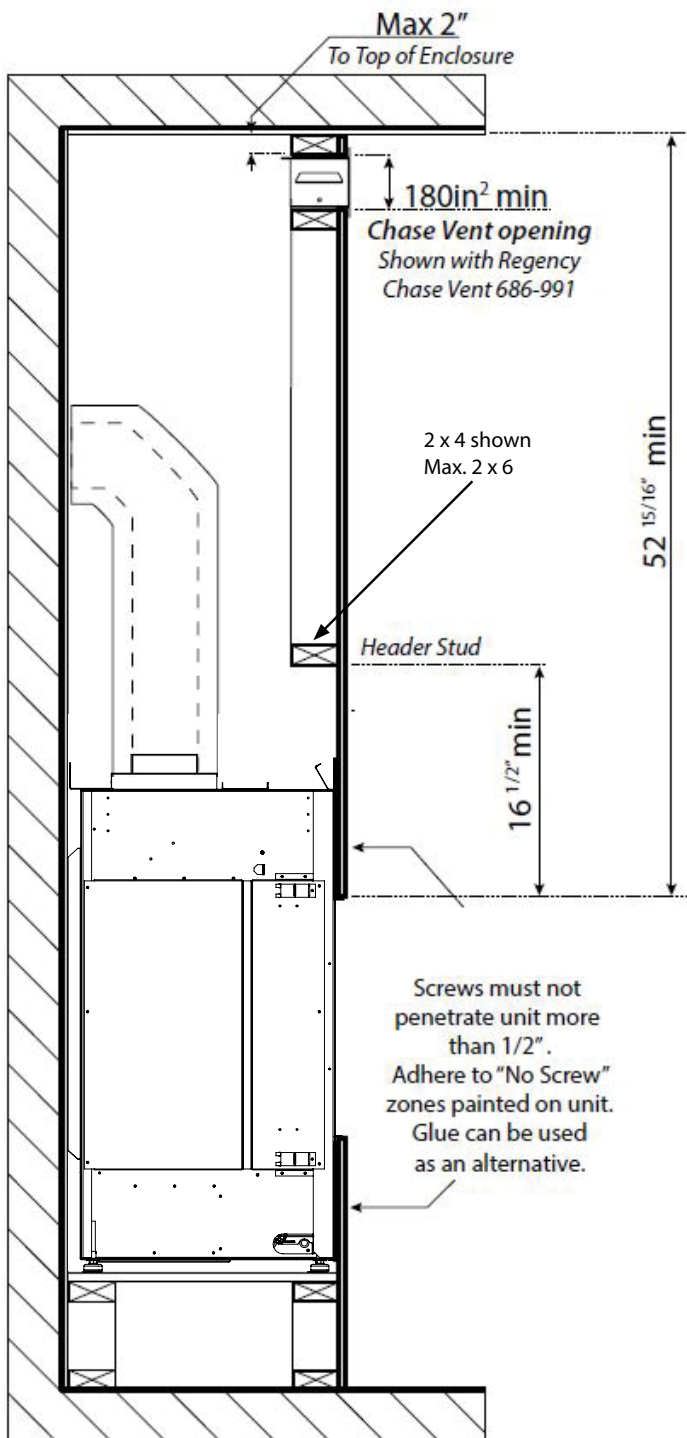 Max 2"
To Top of Enclosure
180in² min
Chase Vent opening
Shown with Regency
Chase Vent 686-991
2 x 4 shown
Max. 2 x 6
52 15/16" min
Header Stud
16 1/2" min
Screws must not
penetrate unit more
than 1/2" .
Adhere to "No Screw"
zones painted on unit.
Glue can be used
as an alternative.